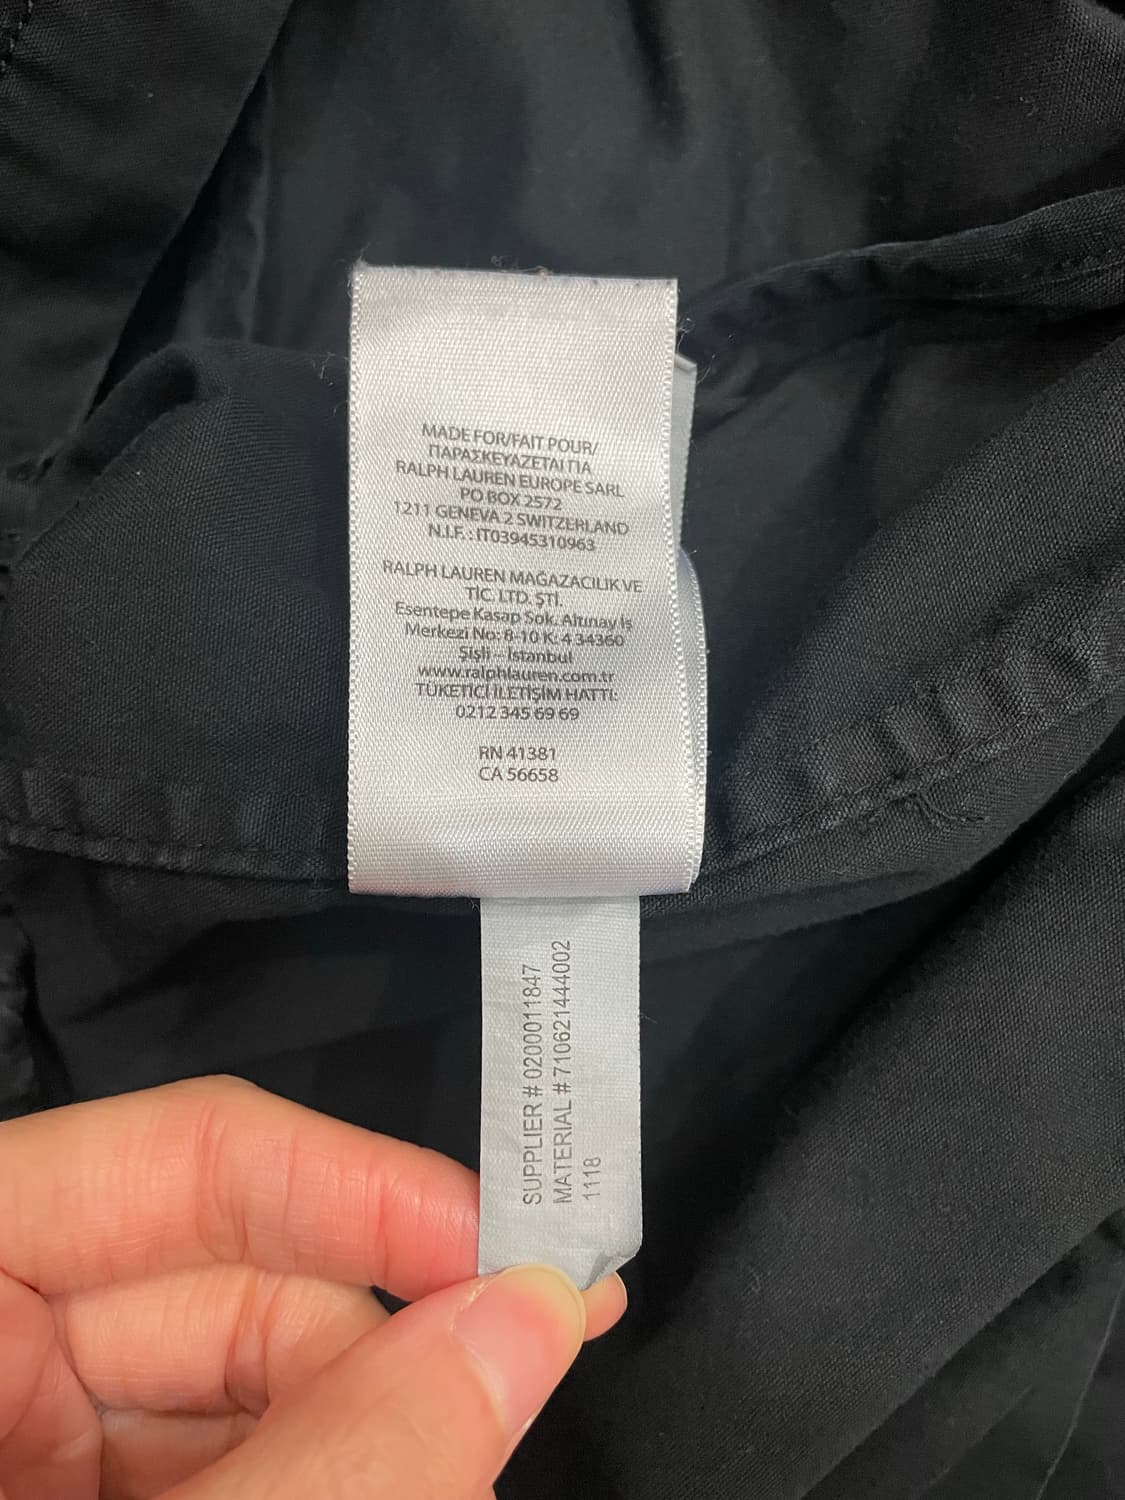 MADE FOR/FAIT POUR/
ΠΑΡΑΣΚΕΥΑΖΕΤΑΙ ΓΙΑ
RALPH LAUREN EUROPE SARL
PO BOX 2572
1211 GENEVA 2 SWITZERLAND
N.I.F. : IT03945310963
RALPH LAUREN MAĞAZACILIK VE
TİC. LTD. ŞTİ.
Esentepe Kasap Sok. Altınay İş
Merkezi No: 8-10 K: 4 34360
Şişli – İstanbul
www.ralphlauren.com.tr
TÜKETİCİ İLETİŞİM HATTI:
0212 345 69 69
RN 41381
CA 56658
SUPPLIER # 0200011847
MATERIAL # 710621444002
1118